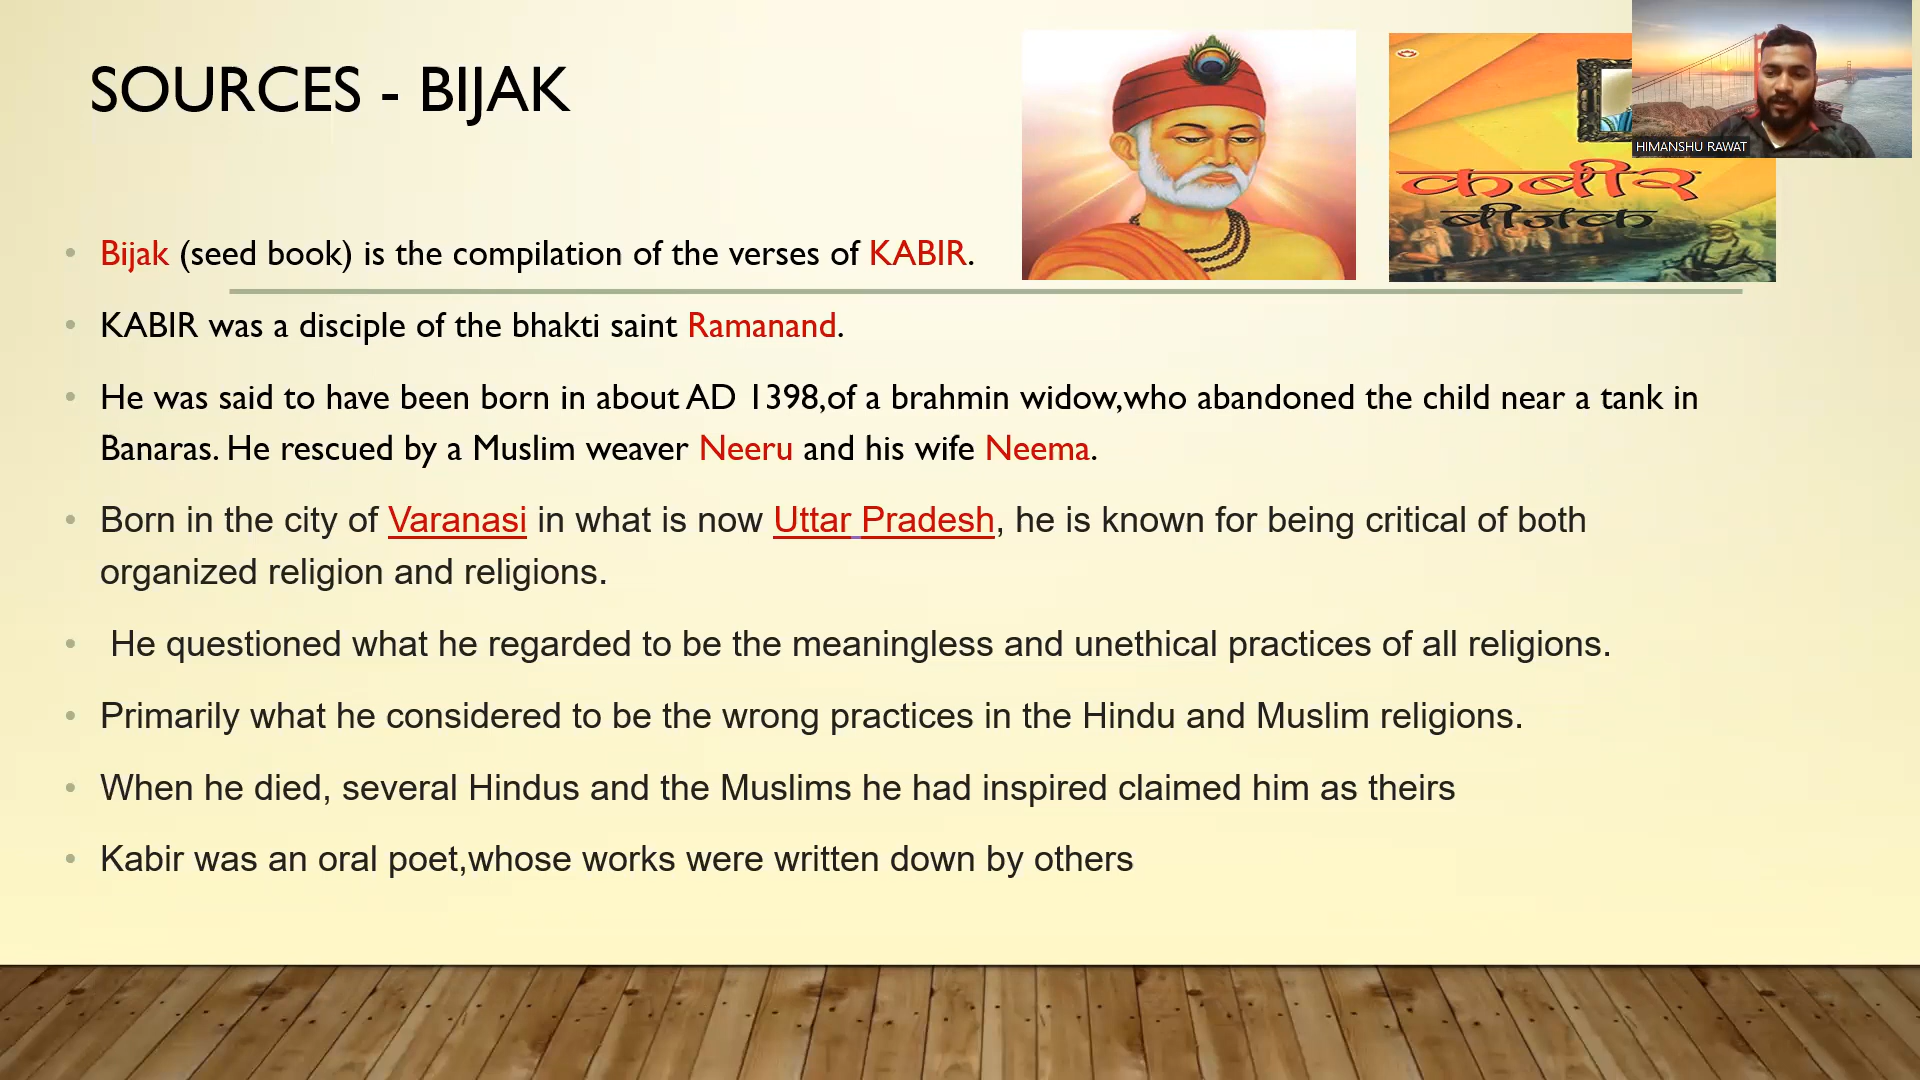 SOURCES - BIJAK
HIMANSHU RAWAT
कबीर
बीजक
• Bijak (seed book) is the compilation of the verses of KABIR.
• KABIR was a disciple of the bhakti saint Ramanand.
• He was said to have been born in about AD 1398,of a brahmin widow,who abandoned the child near a tank in
Banaras. He rescued by a Muslim weaver Neeru and his wife Neema.
• Born in the city of Varanasi in what is now Uttar Pradesh, he is known for being critical of both
organized religion and religions.
• He questioned what he regarded to be the meaningless and unethical practices of all religions.
• Primarily what he considered to be the wrong practices in the Hindu and Muslim religions.
• When he died, several Hindus and the Muslims he had inspired claimed him as theirs
• Kabir was an oral poet,whose works were written down by others